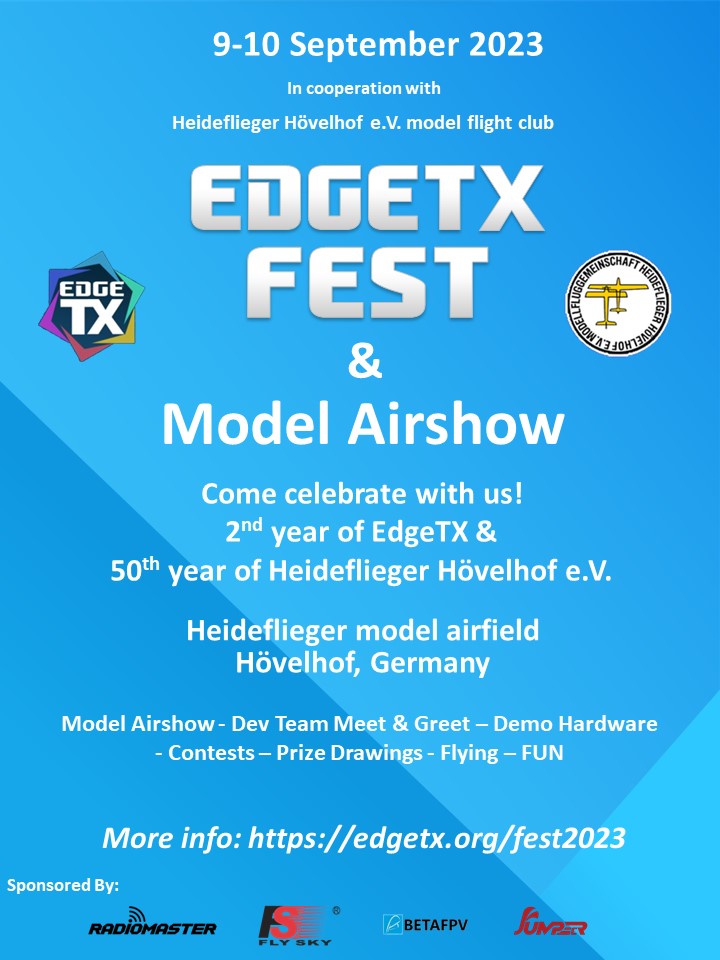 9-10 September 2023
In cooperation with
Heideflieger Hövelhof e.V. model flight club
EDGETX
FEST
EDGE
TX
E.V. MODELLFLUGGEMEINSCHAFT HEIDEFLIEGER HÖVELHOF
&
Model Airshow
Come celebrate with us!
2nd year of EdgeTX &
50th year of Heideflieger Hövelhof e.V.
Heideflieger model airfield
Hövelhof, Germany
Model Airshow - Dev Team Meet & Greet – Demo Hardware
- Contests – Prize Drawings - Flying – FUN
More info: https://edgetx.org/fest2023
Sponsored By:
RADIOMASTER
FS ®
FLY SKY
BETAFPV
JUMPER